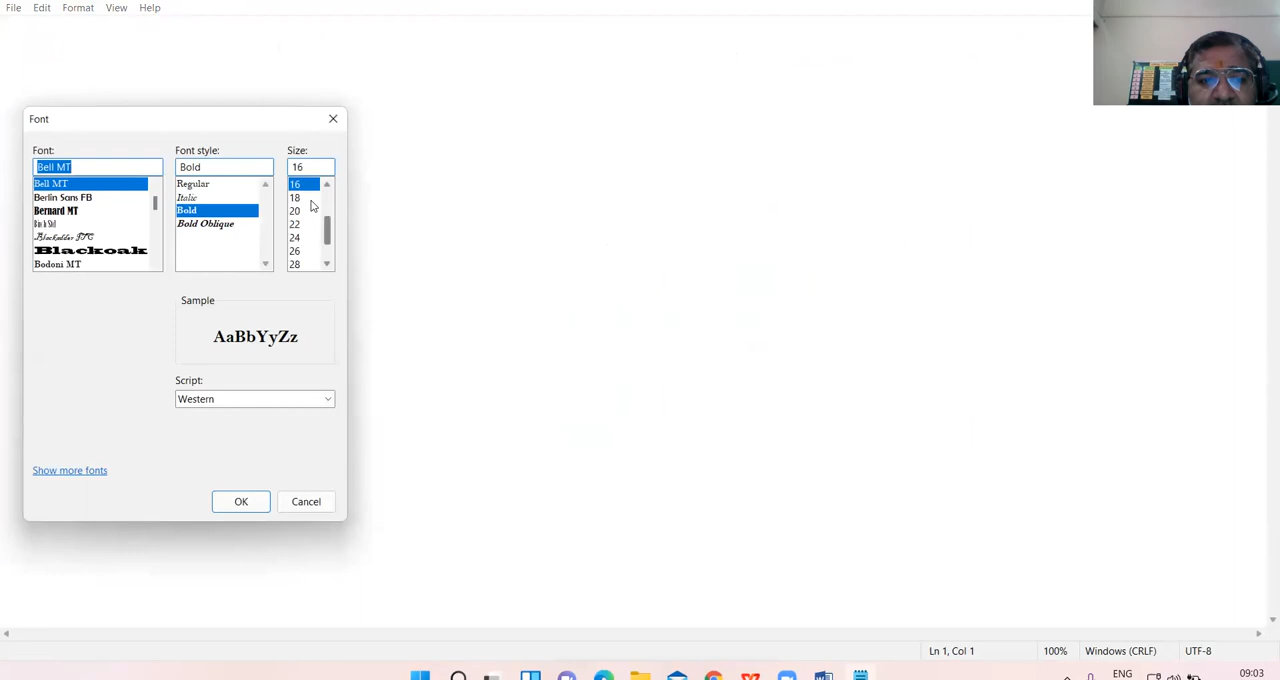 File Edit Format View Help
Font
Font: Font style: Size:
Bell MT Bold 16
Bell MT Regular 16
Berlin Sans FB Italic 18
Bernard MT Bold 20
Bold Oblique 22
Blackadder ITC 24
Blackoak 26
Bodoni MT 28
Sample
AaBbYyZz
Script:
Western
Show more fonts
OK Cancel
Ln 1, Col 1 100% Windows (CRLF) UTF-8
ENG 09:03